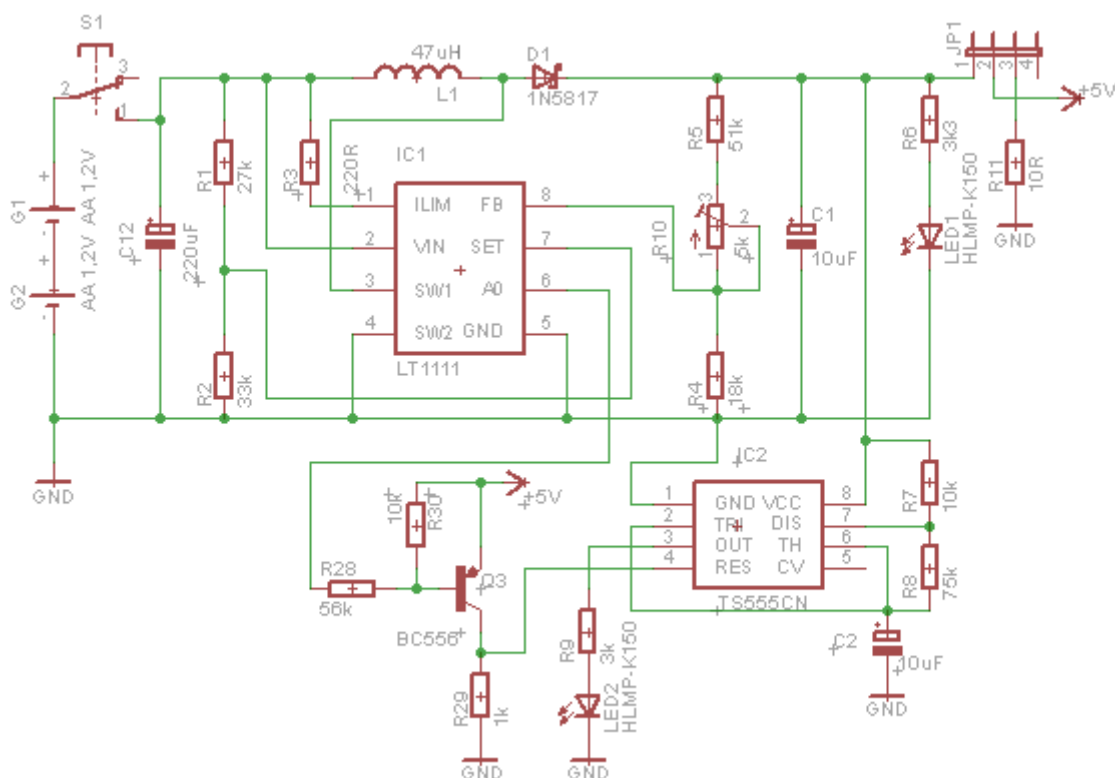 S1
3
2
1
47uH
L1
D1
1N5817
JP1
1
2
3
4
+5V
G1
AA 1,2V
G2
AA 1,2V
C12
220uF
R1
27k
R3
220R
IC1
1
ILIM
FB
8
2
VIN
SET
7
3
SW1
A0
6
4
SW2
GND
5
LT1111
R2
33k
R5
51k
3
2
1
R10
5k
R4
18k
C1
10uF
R6
3k3
LED1
HLMP-K150
R11
10R
GND
GND
IC2
1
GND
VCC
8
2
TRI
DIS
7
3
OUT
TH
6
4
RES
CV
5
TS555CN
R7
10k
R8
75k
+5V
10k
R30
R28
56k
Q3
BC556
R29
1k
GND
R9
3k
LED2
HLMP-K150
GND
C2
10uF
GND